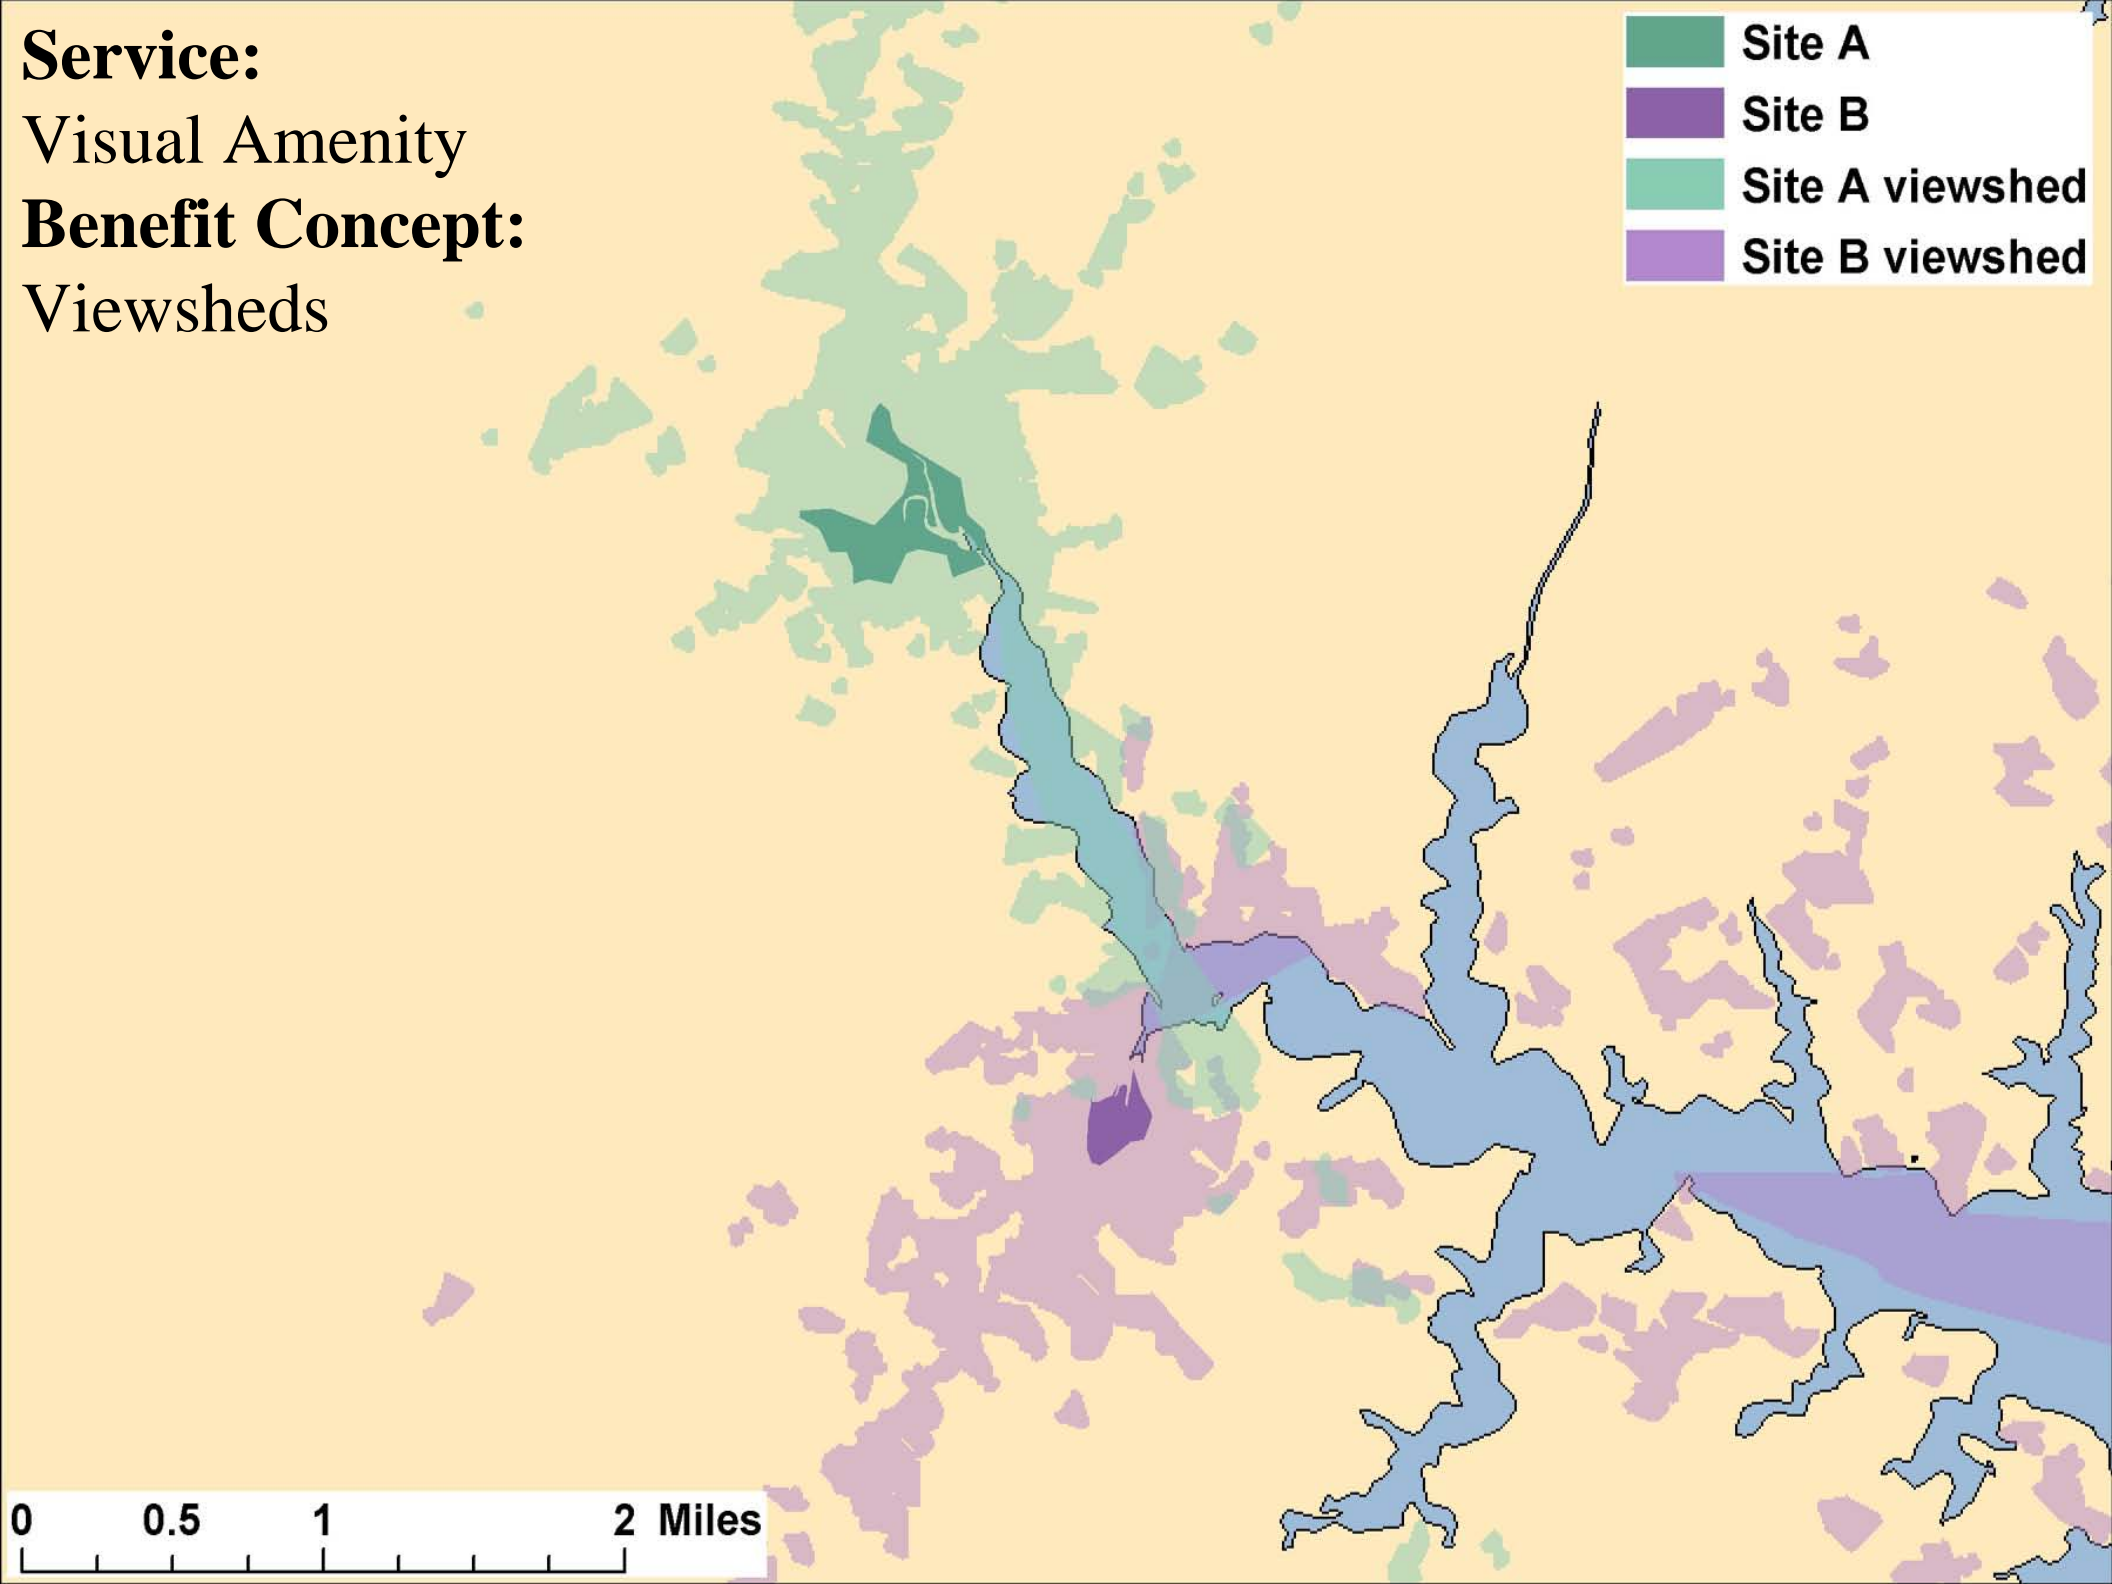 Service:
Visual Amenity
Benefit Concept:
Viewsheds
Site A
Site B
Site A viewshed
Site B viewshed
0 0.5 1 2 Miles